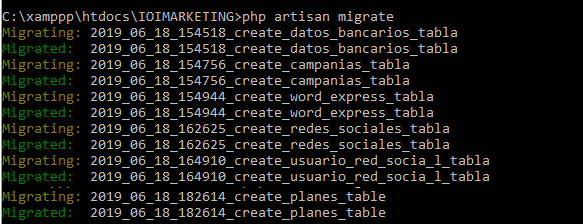 C:\xamppp\htdocs\IOIMARKETING>php artisan migrate
Migrating: 2019_06_18_154518_create_datos_bancarios_tabla
Migrated:  2019_06_18_154518_create_datos_bancarios_tabla
Migrating: 2019_06_18_154756_create_campanias_tabla
Migrated:  2019_06_18_154756_create_campanias_tabla
Migrating: 2019_06_18_154944_create_word_express_tabla
Migrated:  2019_06_18_154944_create_word_express_tabla
Migrating: 2019_06_18_162625_create_redes_sociales_tabla
Migrated:  2019_06_18_162625_create_redes_sociales_tabla
Migrating: 2019_06_18_164910_create_usuario_red_socia_l_tabla
Migrated:  2019_06_18_164910_create_usuario_red_socia_l_tabla
Migrating: 2019_06_18_182614_create_planes_table
Migrated:  2019_06_18_182614_create_planes_table